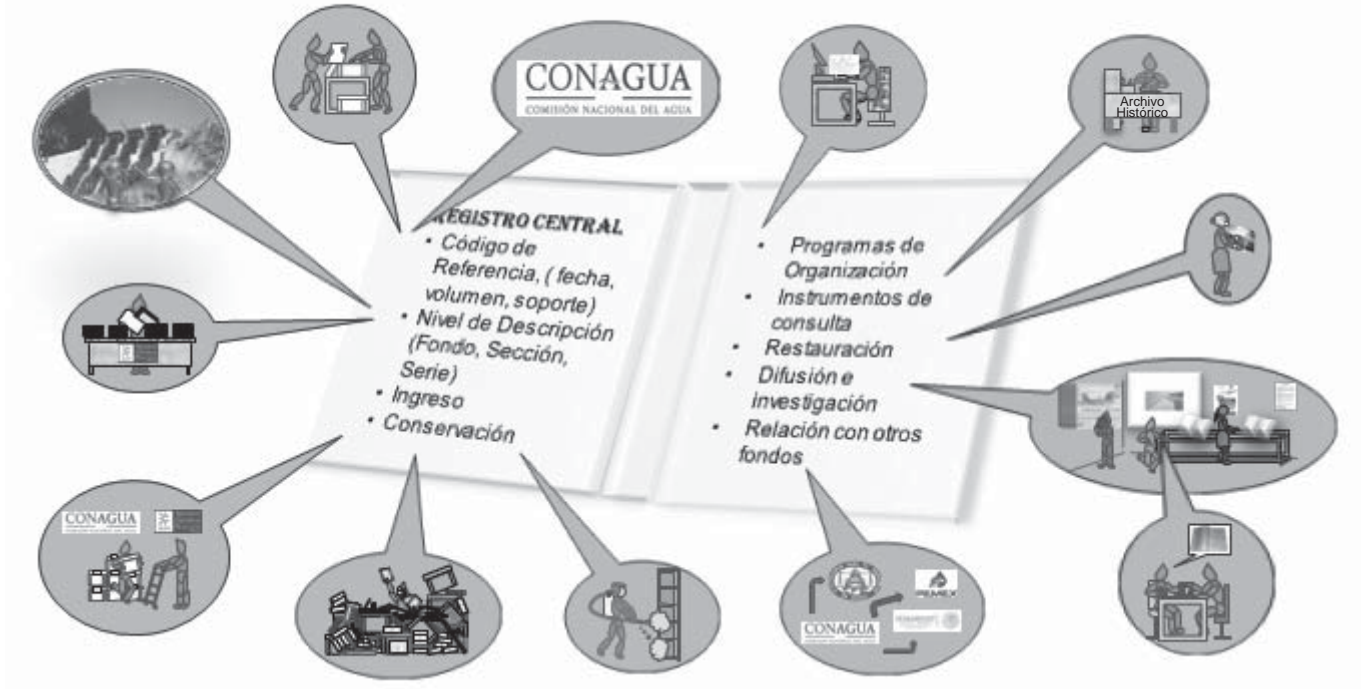 CONAGUA
COMISIÓN NACIONAL DEL AGUA
Archivo
Histórico
REGISTRO CENTRAL
• Código de
Referencia, ( fecha,
volumen, soporte)
• Nivel de Descripción
(Fondo, Sección,
Serie)
• Ingreso
• Conservación
• Programas de
Organización
• Instrumentos de
consulta
• Restauración
• Difusión e
investigación
• Relación con otros
fondos
CONAGUA
PEMEX
CONAGUA